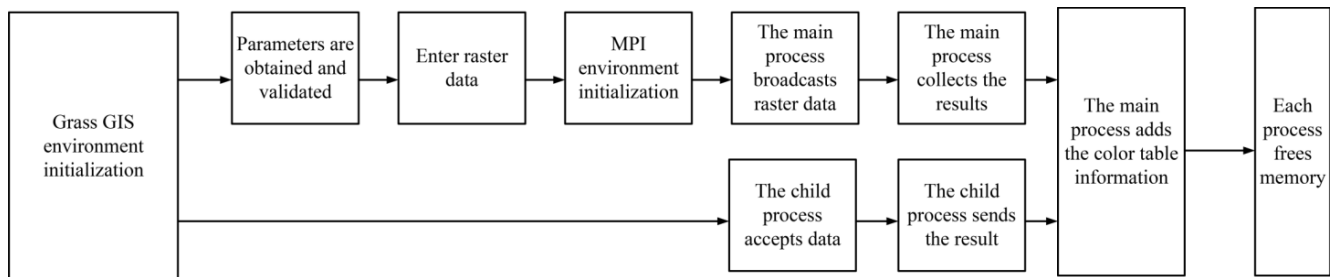 Grass GIS
environment
initialization
Parameters are
obtained and
validated
Enter raster
data
MPI
environment
initialization
The main
process
broadcasts
raster data
The main
process
collects the
results
The child
process
accepts data
The child
process sends
the result
The main
process adds
the color table
information
Each
process
frees
memory